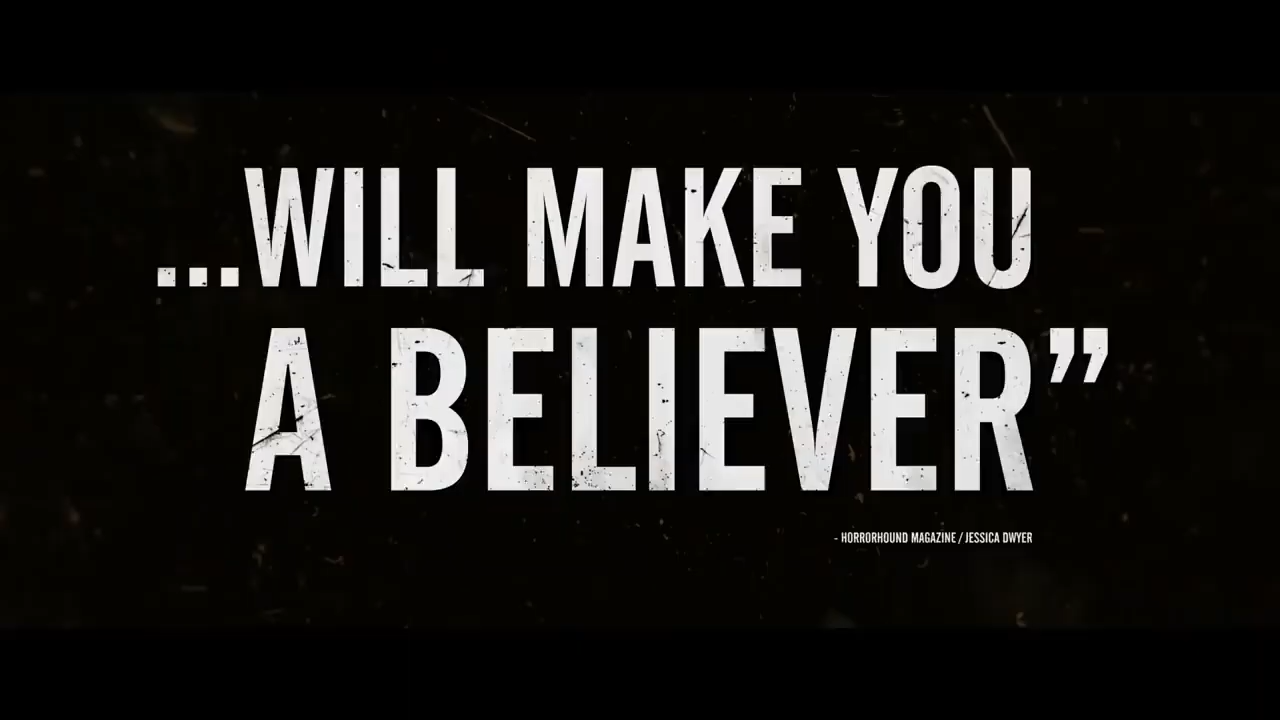 ...WILL MAKE YOU
A BELIEVER”
- HORRORHOUND MAGAZINE / JESSICA DWYER